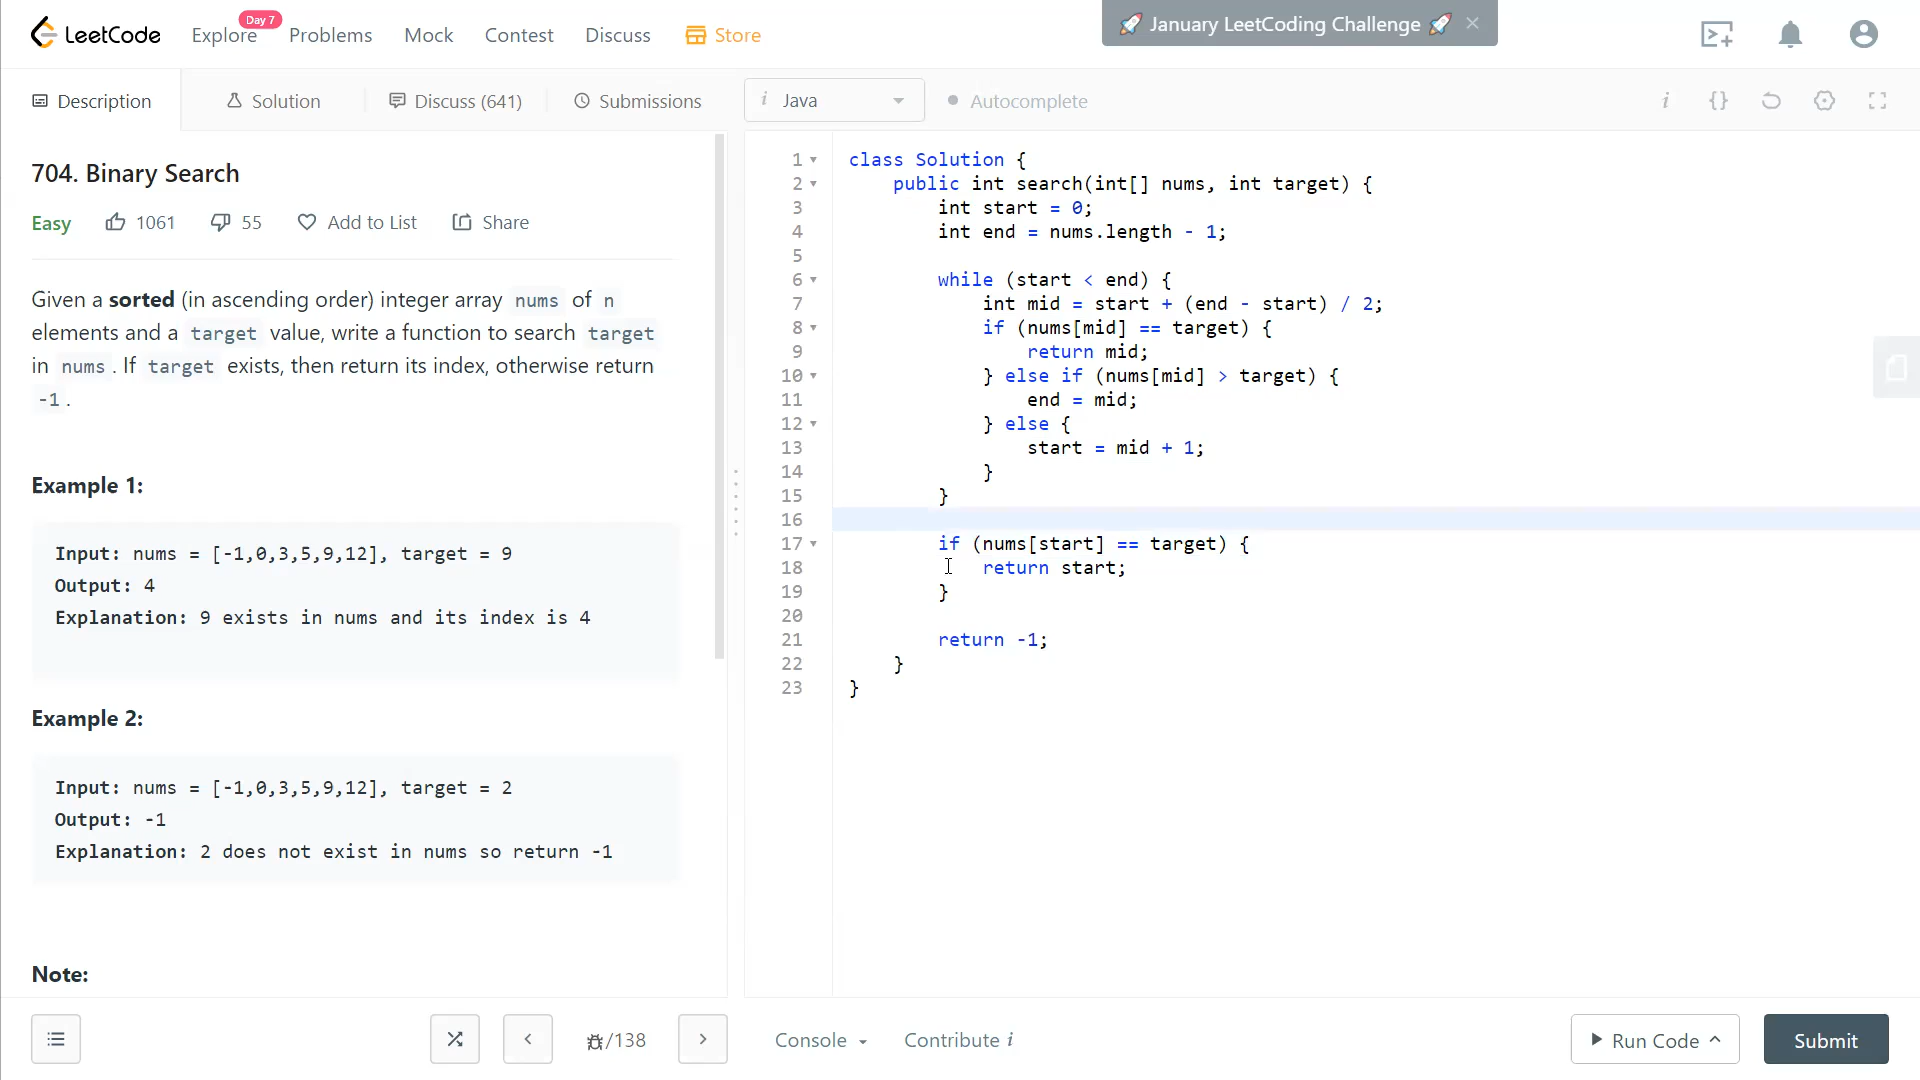 LeetCode
Explore
Day 7
Problems
Mock
Contest
Discuss
Store
🚀 January LeetCoding Challenge 🚀 ×
Description
Solution
Discuss (641)
Submissions
i Java
Autocomplete
i {}
704. Binary Search
Easy 1061 55 Add to List Share
Given a sorted (in ascending order) integer array nums of n
elements and a target value, write a function to search target
in nums . If target exists, then return its index, otherwise return
-1 .
Example 1:
Input: nums = [-1,0,3,5,9,12], target = 9
Output: 4
Explanation: 9 exists in nums and its index is 4
Example 2:
Input: nums = [-1,0,3,5,9,12], target = 2
Output: -1
Explanation: 2 does not exist in nums so return -1
Note:
1 class Solution {
2 public int search(int[] nums, int target) {
3 int start = 0;
4 int end = nums.length - 1;
5
6 while (start < end) {
7 int mid = start + (end - start) / 2;
8 if (nums[mid] == target) {
9 return mid;
10 } else if (nums[mid] > target) {
11 end = mid;
12 } else {
13 start = mid + 1;
14 }
15 }
16
17 if (nums[start] == target) {
18 return start;
19 }
20
21 return -1;
22 }
23 }
/138
Console
Contribute i
Run Code
Submit